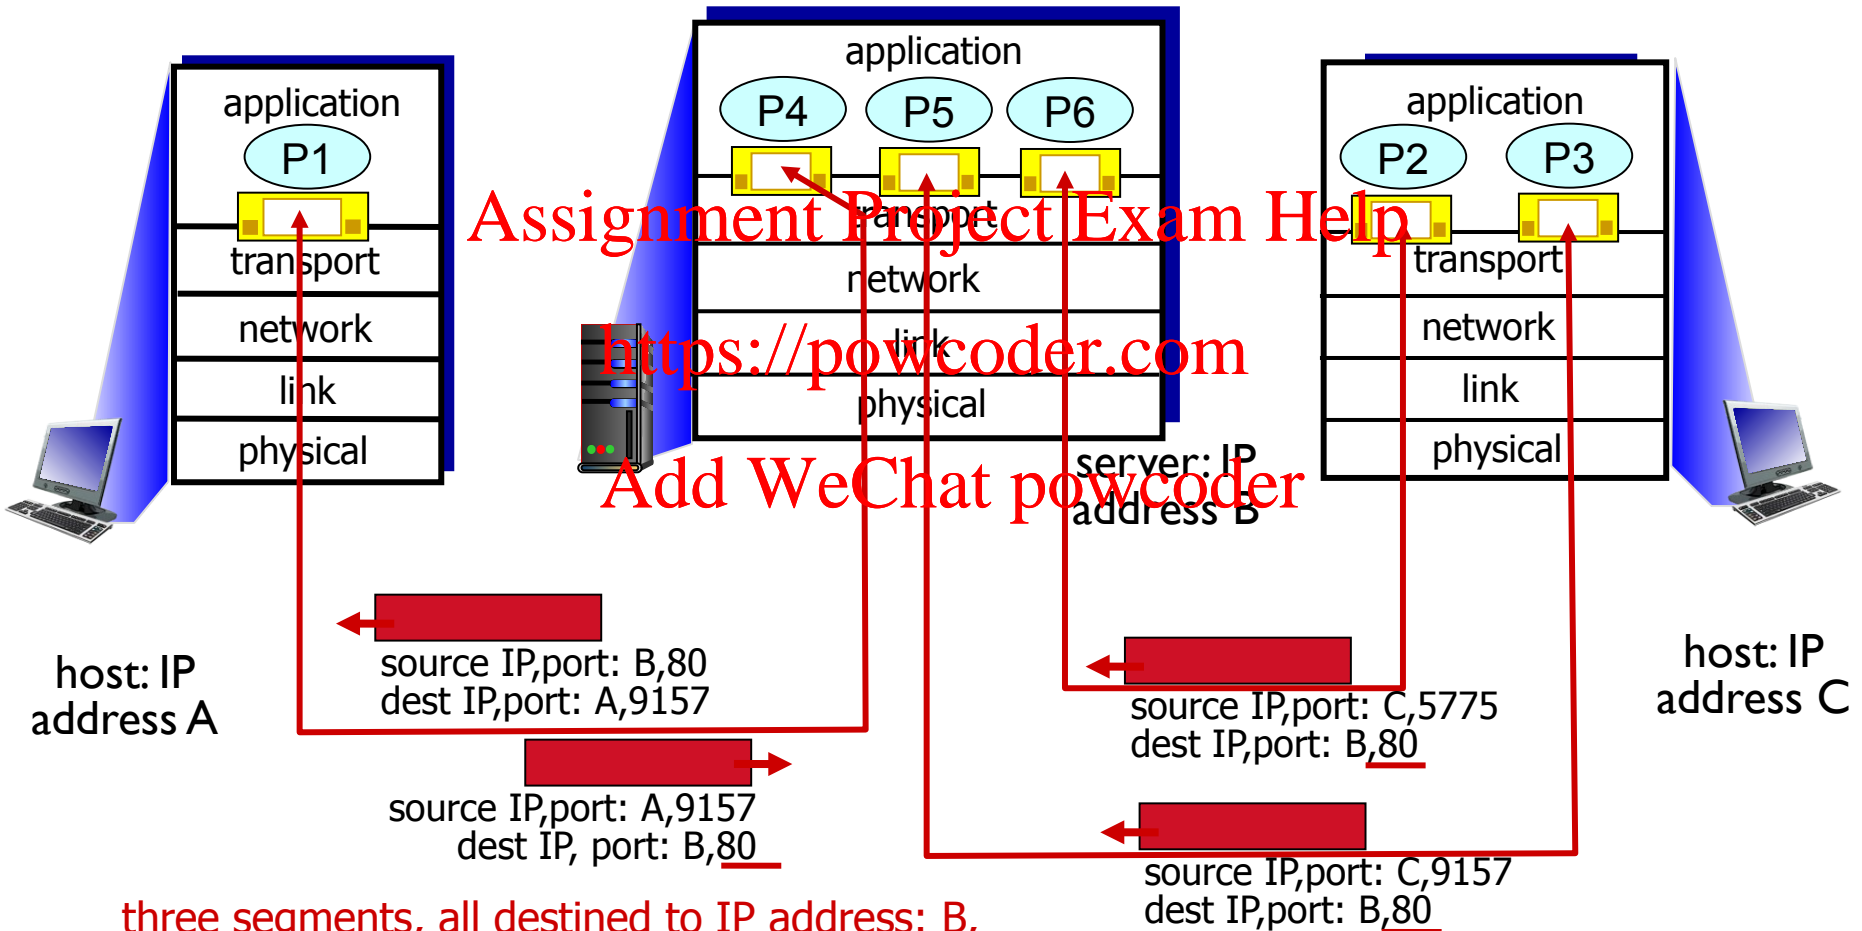 application
P1
transport
network
link
physical
application
P4 P5 P6
transport
network
link
physical
application
P2 P3
transport
network
link
physical
Assignment Project Exam Help
https://powcoder.com
Add WeChat powcoder
server: IP
address B
host: IP
address A
source IP,port: B,80
dest IP,port: A,9157
source IP,port: A,9157
dest IP, port: B,80
source IP,port: C,5775
dest IP,port: B,80
source IP,port: C,9157
dest IP,port: B,80
host: IP
address C
three segments, all destined to IP address: B,